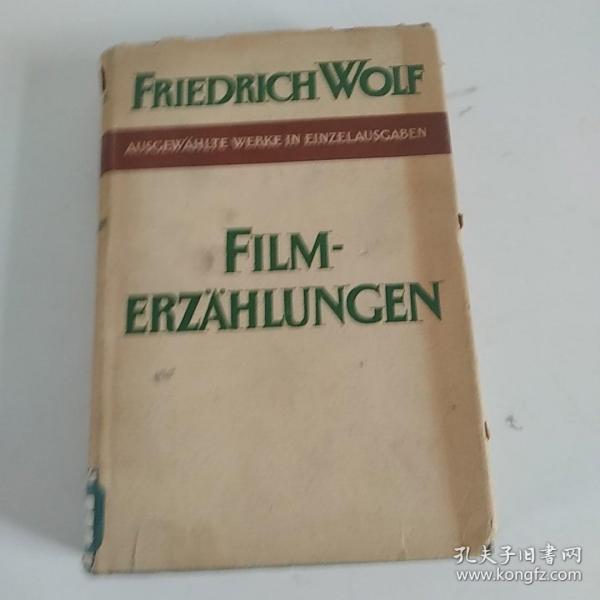 FRIEDRICH WOLF
AUSGEWÄHLTE WERKE IN EINZELAUSGABEN
FILM-
ERZÄHLUNGEN
孔夫子旧书网
www.kongfz.com